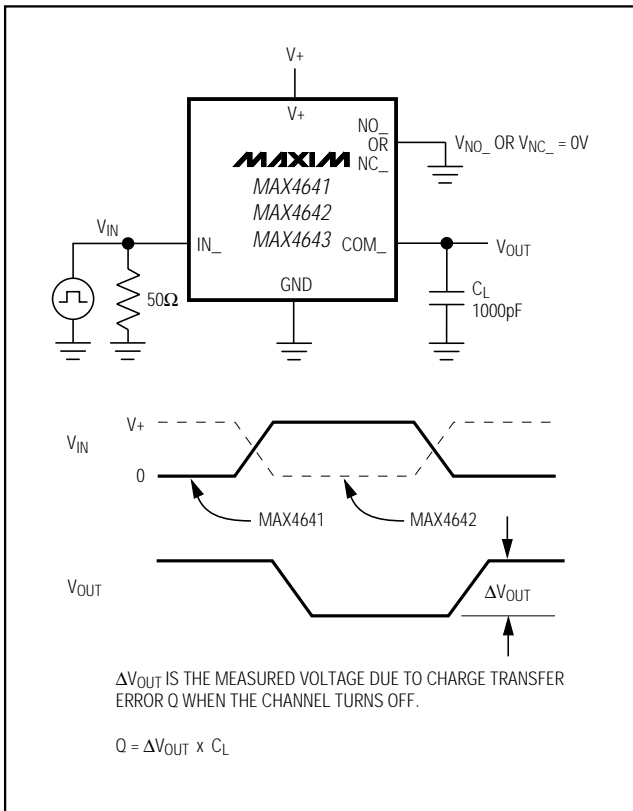 V+
V+
NO_
OR
NC_
V_NO_ OR V_NC_ = 0V
MAXIM
MAX4641
MAX4642
MAX4643
V_IN
IN_
COM_
V_OUT
50Ω
GND
C_L
1000pF
V+
V_IN
0
MAX4641
MAX4642
V_OUT
ΔV_OUT
ΔV_OUT IS THE MEASURED VOLTAGE DUE TO CHARGE TRANSFER
ERROR Q WHEN THE CHANNEL TURNS OFF.
Q = ΔV_OUT x C_L